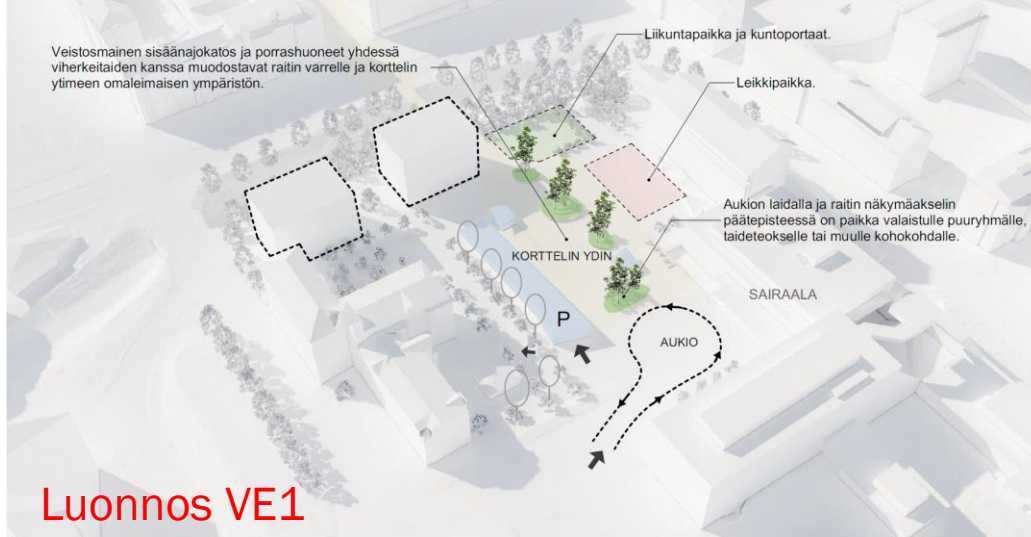 Veistosmainen sisäänajokatos ja porrashuoneet yhdessä
viherkeitaiden kanssa muodostavat raitin varrelle ja korttelin
ytimeen omaleimaisen ympäristön.
Liikuntapaikka ja kuntoportaat.
Leikkipaikka.
Aukion laidalla ja raitin näkymäakselin
päätepisteessä on paikka valaistulle puuryhmälle,
taideteokselle tai muulle kohokohdalle.
KORTTELIN YDIN
SAIRAALA
P
AUKIO
Luonnos VE1